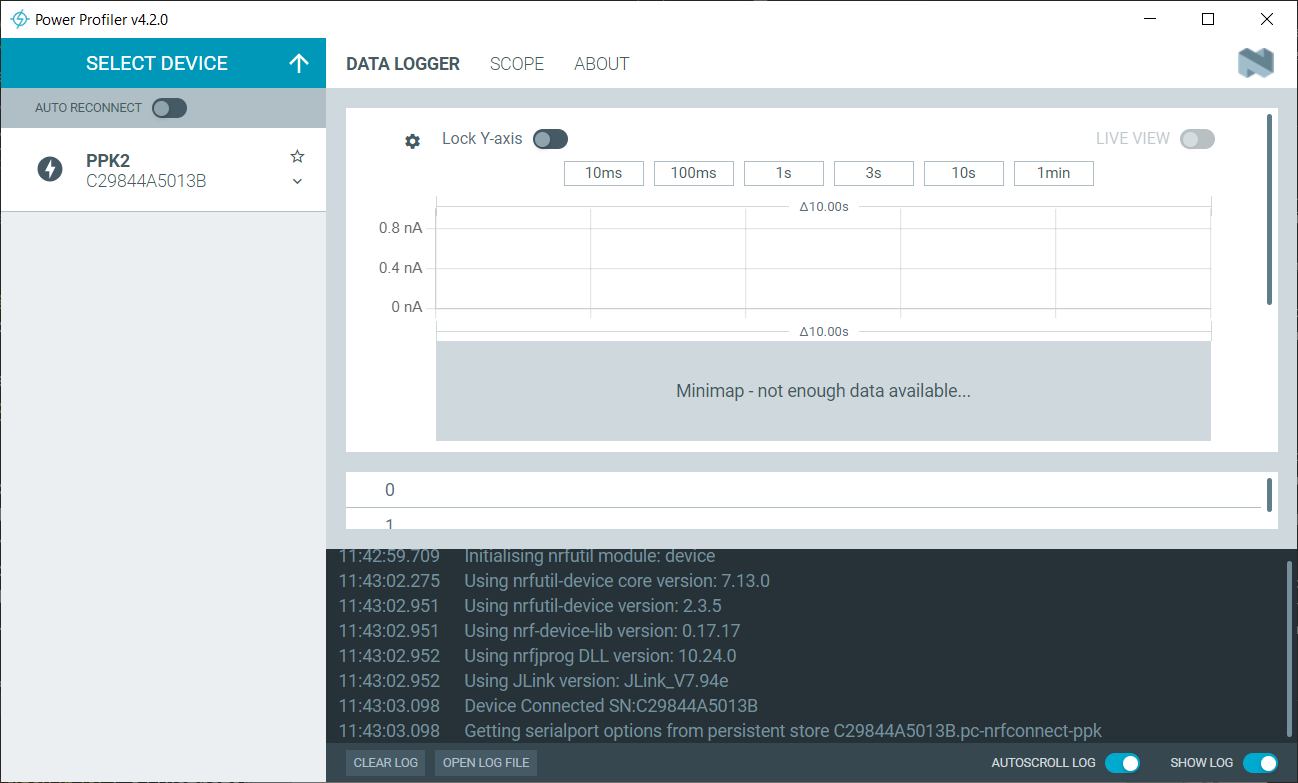 Power Profiler v4.2.0
SELECT DEVICE
DATA LOGGER SCOPE ABOUT
AUTO RECONNECT
PPK2
C29844A5013B
Lock Y-axis
LIVE VIEW
10ms 100ms 1s 3s 10s 1min
Δ10.00s
0.8 nA
0.4 nA
0 nA
Δ10.00s
Minimap - not enough data available...
0
1
11:42:59.709 Initialising nrfutil module: device
11:43:02.275 Using nrfutil-device core version: 7.13.0
11:43:02.951 Using nrfutil-device version: 2.3.5
11:43:02.951 Using nrf-device-lib version: 0.17.17
11:43:02.952 Using nrfjprog DLL version: 10.24.0
11:43:02.952 Using JLink version: JLink_V7.94e
11:43:03.098 Device Connected SN:C29844A5013B
11:43:03.098 Getting serialport options from persistent store C29844A5013B.pc-nrfconnect-ppk
CLEAR LOG OPEN LOG FILE AUTOSCROLL LOG SHOW LOG